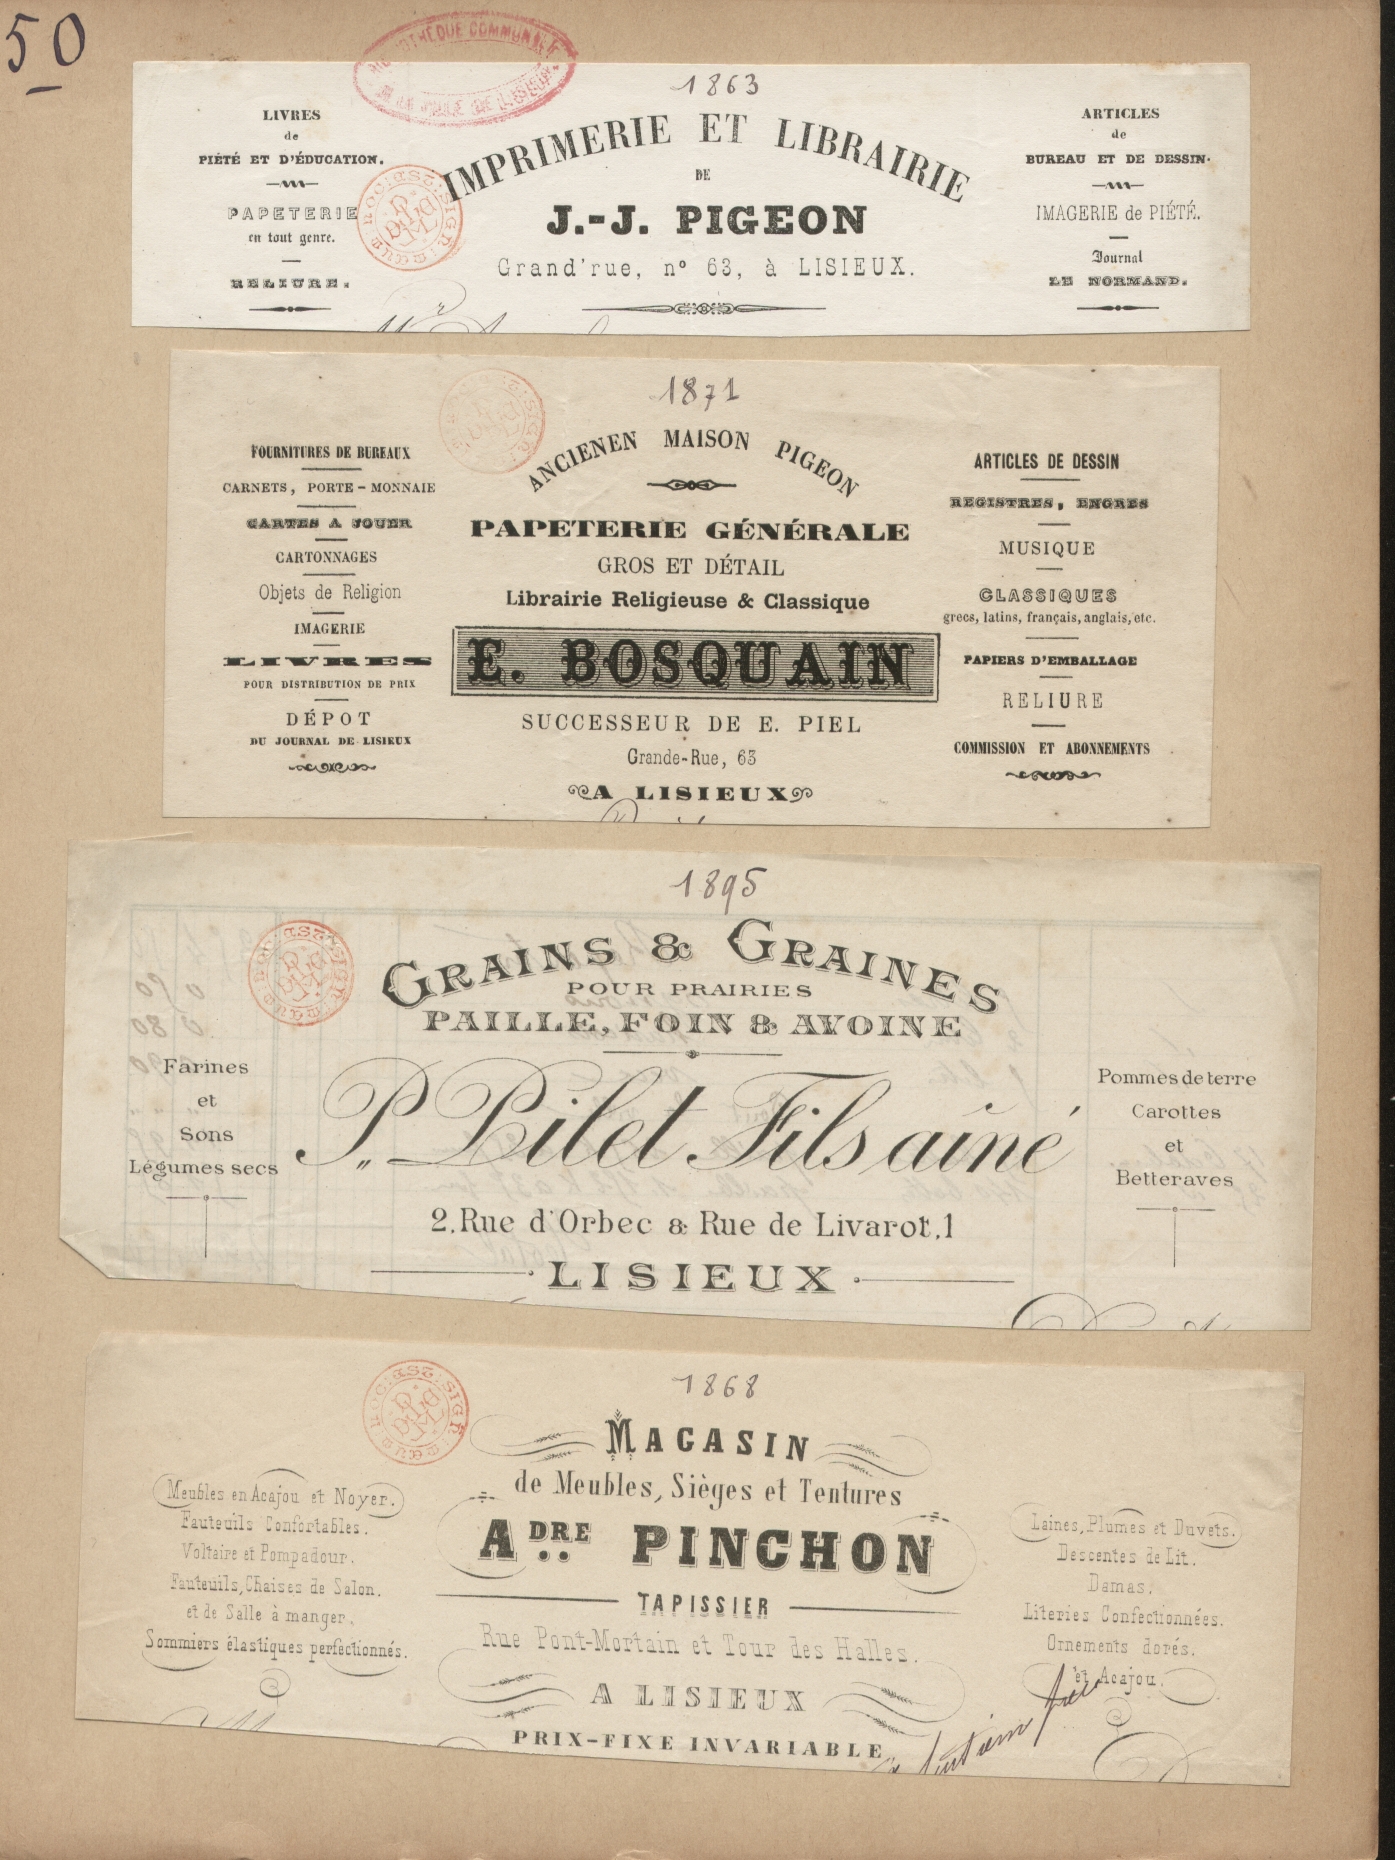 50
BIBLIOTHÈQUE COMMUNALE
DE LA VILLE DE LISIEUX
1863
LIVRES
de
PIÉTÉ ET D'ÉDUCATION.
PAPETERIE
en tout genre.
RELIURE.
IMPRIMERIE ET LIBRAIRIE
DE
J.-J. PIGEON
Grand'rue, nº 63, à LISIEUX.
ARTICLES
de
BUREAU ET DE DESSIN.
IMAGERIE de PIÉTÉ.
Journal
LE NORMAND.
1871
FOURNITURES DE BUREAUX
CARNETS, PORTE-MONNAIE
CARTES A JOUER
CARTONNAGES
Objets de Religion
IMAGERIE
LIVRES
POUR DISTRIBUTION DE PRIX
DÉPOT
DU JOURNAL DE LISIEUX
ANCIENEN MAISON PIGEON
PAPETERIE GÉNÉRALE
GROS ET DÉTAIL
Librairie Religieuse & Classique
E. BOSQUAIN
SUCCESSEUR DE E. PIEL
Grande-Rue, 63
A LISIEUX
ARTICLES DE DESSIN
REGISTRES, ENCRES
MUSIQUE
CLASSIQUES
grecs, latins, français, anglais, etc.
PAPIERS D'EMBALLAGE
RELIURE
COMMISSION ET ABONNEMENTS
1895
GRAINS & GRAINES
POUR PRAIRIES
PAILLE, FOIN & AVOINE
Farines
et
Sons
Légumes secs
P. Pilet Fils aîné
2, Rue d'Orbec & Rue de Livarot, 1
LISIEUX
Pommes de terre
Carottes
et
Betteraves
1868
MAGASIN
de Meubles, Sièges et Tentures
ADRE PINCHON
TAPISSIER
Rue Pont-Mortain et Tour des Halles.
A LISIEUX
PRIX-FIXE INVARIABLE
Meubles en Acajou et Noyer.
Fauteuils Confortables.
Voltaire et Pompadour.
Fauteuils, Chaises de Salon.
et de Salle à manger.
Sommiers élastiques perfectionnés.
Laines, Plumes et Duvets.
Descentes de Lit.
Damas.
Literies Confectionnées.
Ornements dorés.
et Acajou.